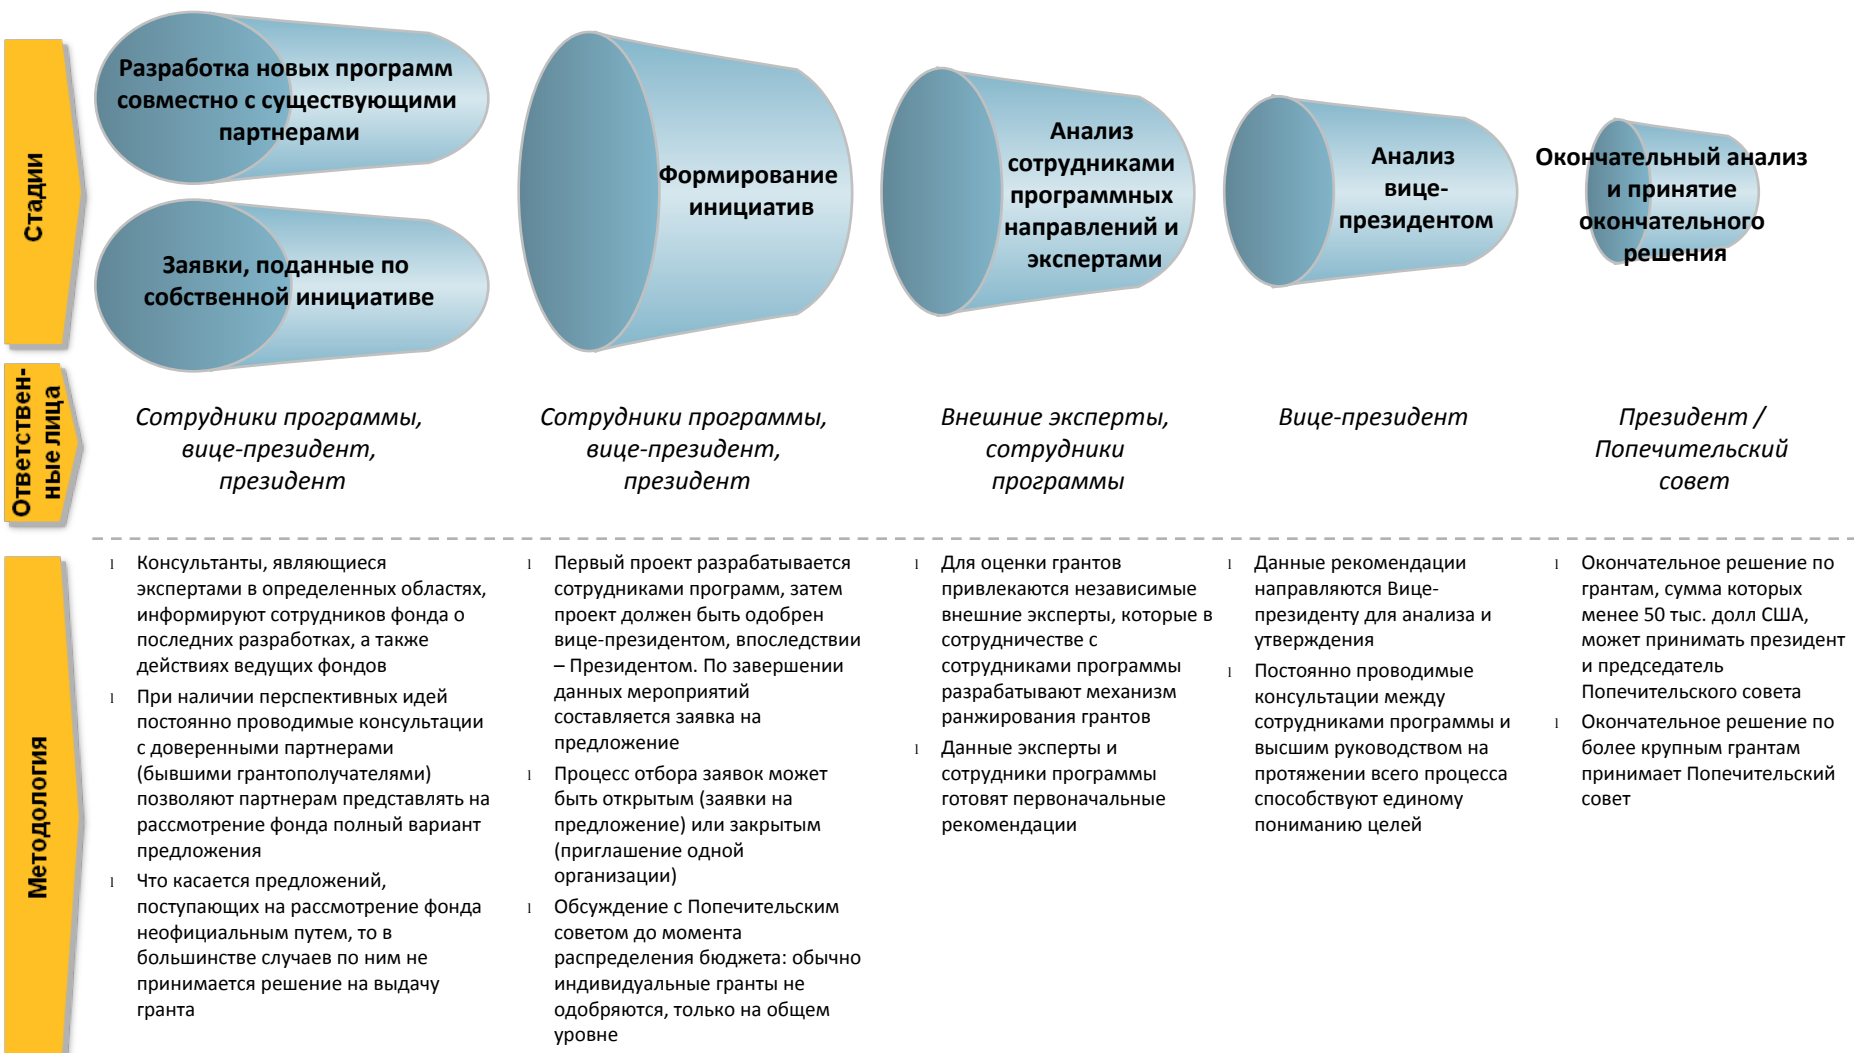 Стадии
Разработка новых программ
совместно с существующими
партнерами
Заявки, поданные по
собственной инициативе
Формирование
инициатив
Анализ
сотрудниками
программных
направлений и
экспертами
Анализ
вице-
президентом
Окончательный анализ
и принятие
окончательного
решения
Ответствен-
ные лица
Сотрудники программы,
вице-президент,
президент
Сотрудники программы,
вице-президент,
президент
Внешние эксперты,
сотрудники
программы
Вице-президент
Президент /
Попечительский
совет
Методология
l Консультанты, являющиеся
экспертами в определенных областях,
информируют сотрудников фонда о
последних разработках, а также
действиях ведущих фондов
l При наличии перспективных идей
постоянно проводимые консультации
с доверенными партнерами
(бывшими грантополучателями)
позволяют партнерам представлять на
рассмотрение фонда полный вариант
предложения
l Что касается предложений,
поступающих на рассмотрение фонда
неофициальным путем, то в
большинстве случаев по ним не
принимается решение на выдачу
гранта
l Первый проект разрабатывается
сотрудниками программ, затем
проект должен быть одобрен
вице-президентом, впоследствии
– Президентом. По завершении
данных мероприятий
составляется заявка на
предложение
l Процесс отбора заявок может
быть открытым (заявки на
предложение) или закрытым
(приглашение одной
организации)
l Обсуждение с Попечительским
советом до момента
распределения бюджета: обычно
индивидуальные гранты не
одобряются, только на общем
уровне
l Для оценки грантов
привлекаются независимые
внешние эксперты, которые в
сотрудничестве с
сотрудниками программы
разрабатывают механизм
ранжирования грантов
l Данные эксперты и
сотрудники программы
готовят первоначальные
рекомендации
l Данные рекомендации
направляются Вице-
президенту для анализа и
утверждения
l Постоянно проводимые
консультации между
сотрудниками программы и
высшим руководством на
протяжении всего процесса
способствуют единому
пониманию целей
l Окончательное решение по
грантам, сумма которых
менее 50 тыс. долл США,
может принимать президент
и председатель
Попечительского совета
l Окончательное решение по
более крупным грантам
принимает Попечительский
совет